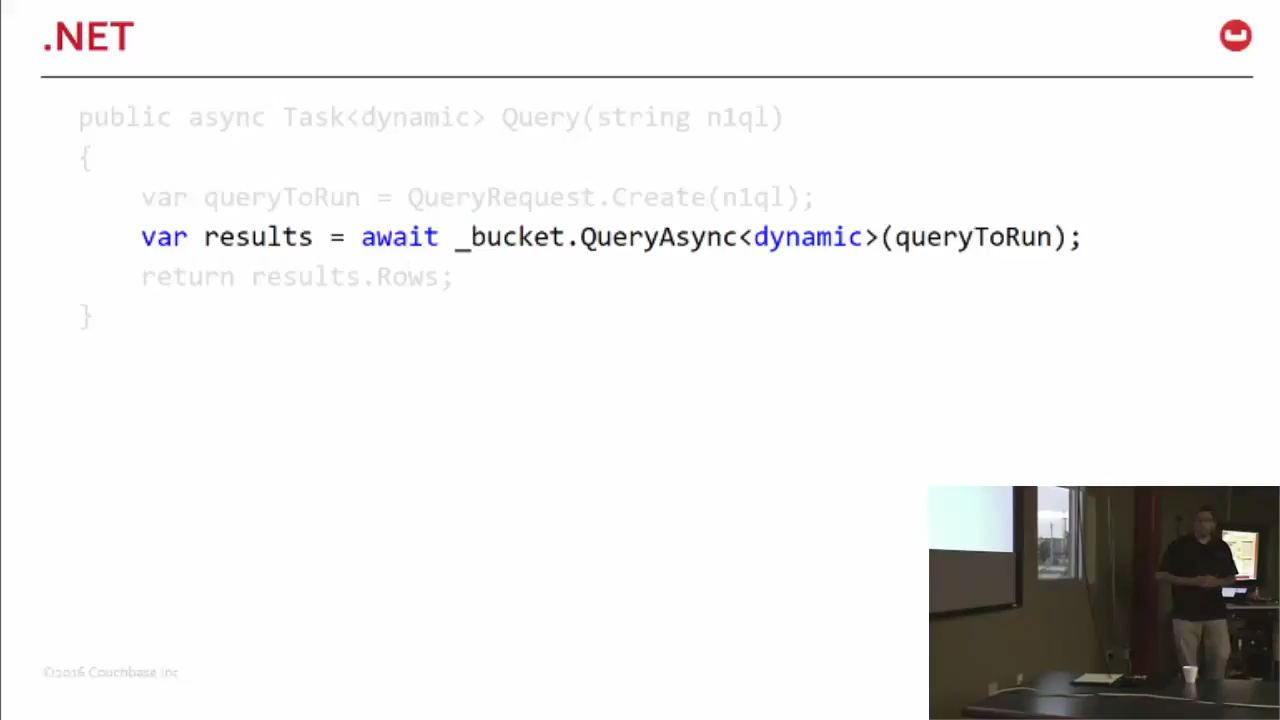 .NET
public async Task<dynamic> Query(string n1ql)
{
var queryToRun = QueryRequest.Create(n1ql);
var results = await _bucket.QueryAsync<dynamic>(queryToRun);
return results.Rows;
}
©2016 Couchbase Inc